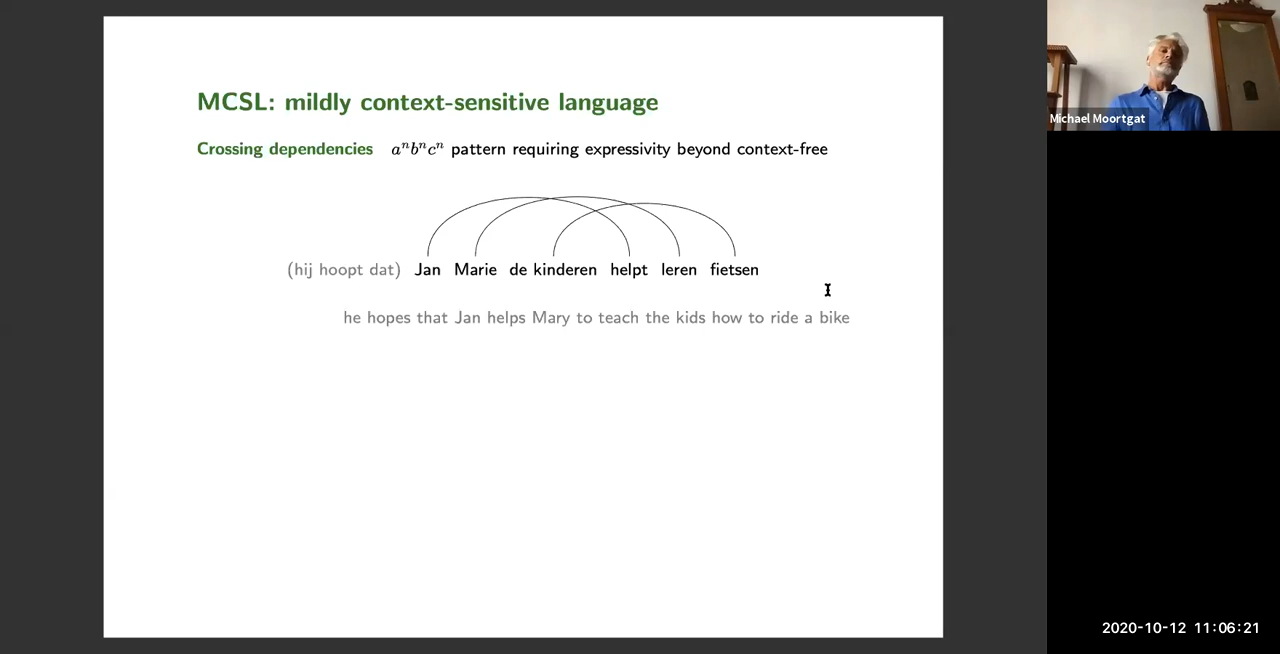 MCSL: mildly context-sensitive language
Crossing dependencies aⁿbⁿcⁿ pattern requiring expressivity beyond context-free
(hij hoopt dat) Jan Marie de kinderen helpt leren fietsen
he hopes that Jan helps Mary to teach the kids how to ride a bike
Michael Moortgat
2020-10-12 11:06:21